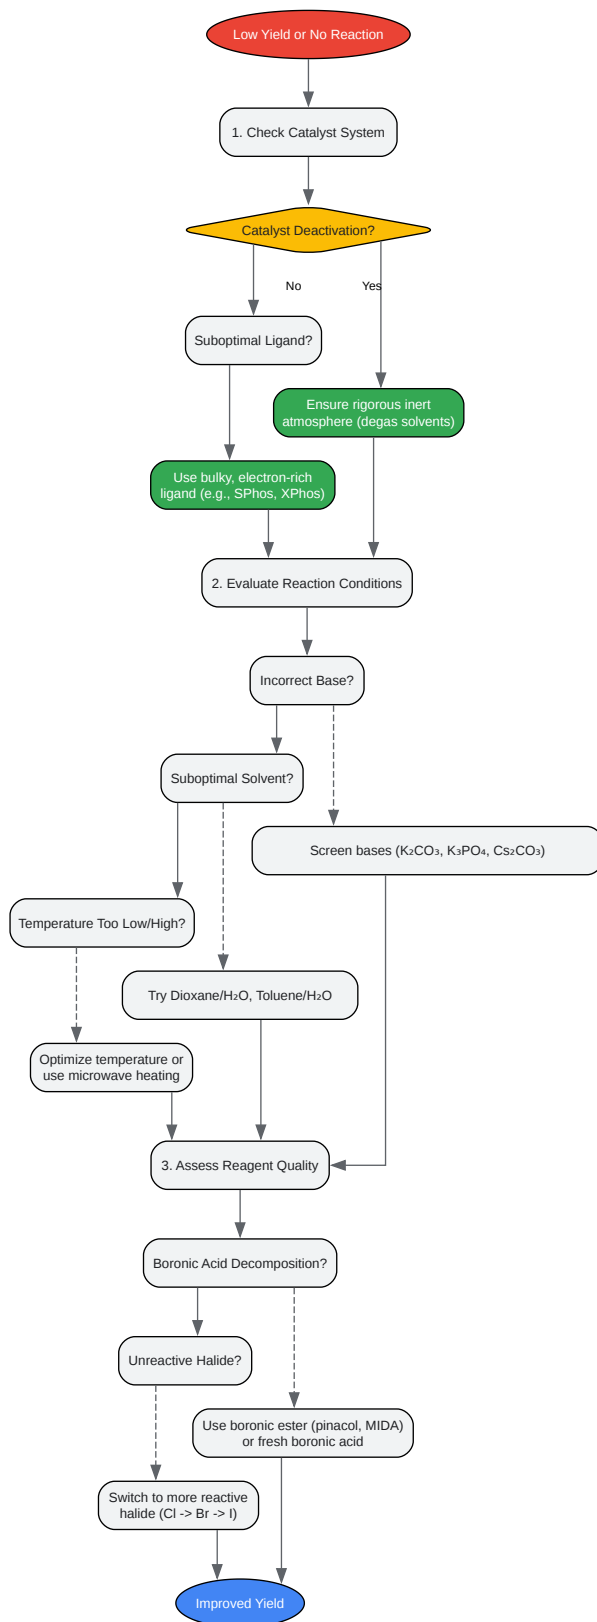 Low Yield or No Reaction
1. Check Catalyst System
Catalyst Deactivation?
No
Yes
Suboptimal Ligand?
Ensure rigorous inert
atmosphere (degas solvents)
Use bulky, electron-rich
ligand (e.g., SPhos, XPhos)
2. Evaluate Reaction Conditions
Incorrect Base?
Suboptimal Solvent?
Screen bases (K₂CO₃, K₃PO₄, Cs₂CO₃)
Temperature Too Low/High?
Try Dioxane/H₂O, Toluene/H₂O
Optimize temperature or
use microwave heating
3. Assess Reagent Quality
Boronic Acid Decomposition?
Unreactive Halide?
Use boronic ester (pinacol, MIDA)
or fresh boronic acid
Switch to more reactive
halide (Cl -> Br -> I)
Improved Yield